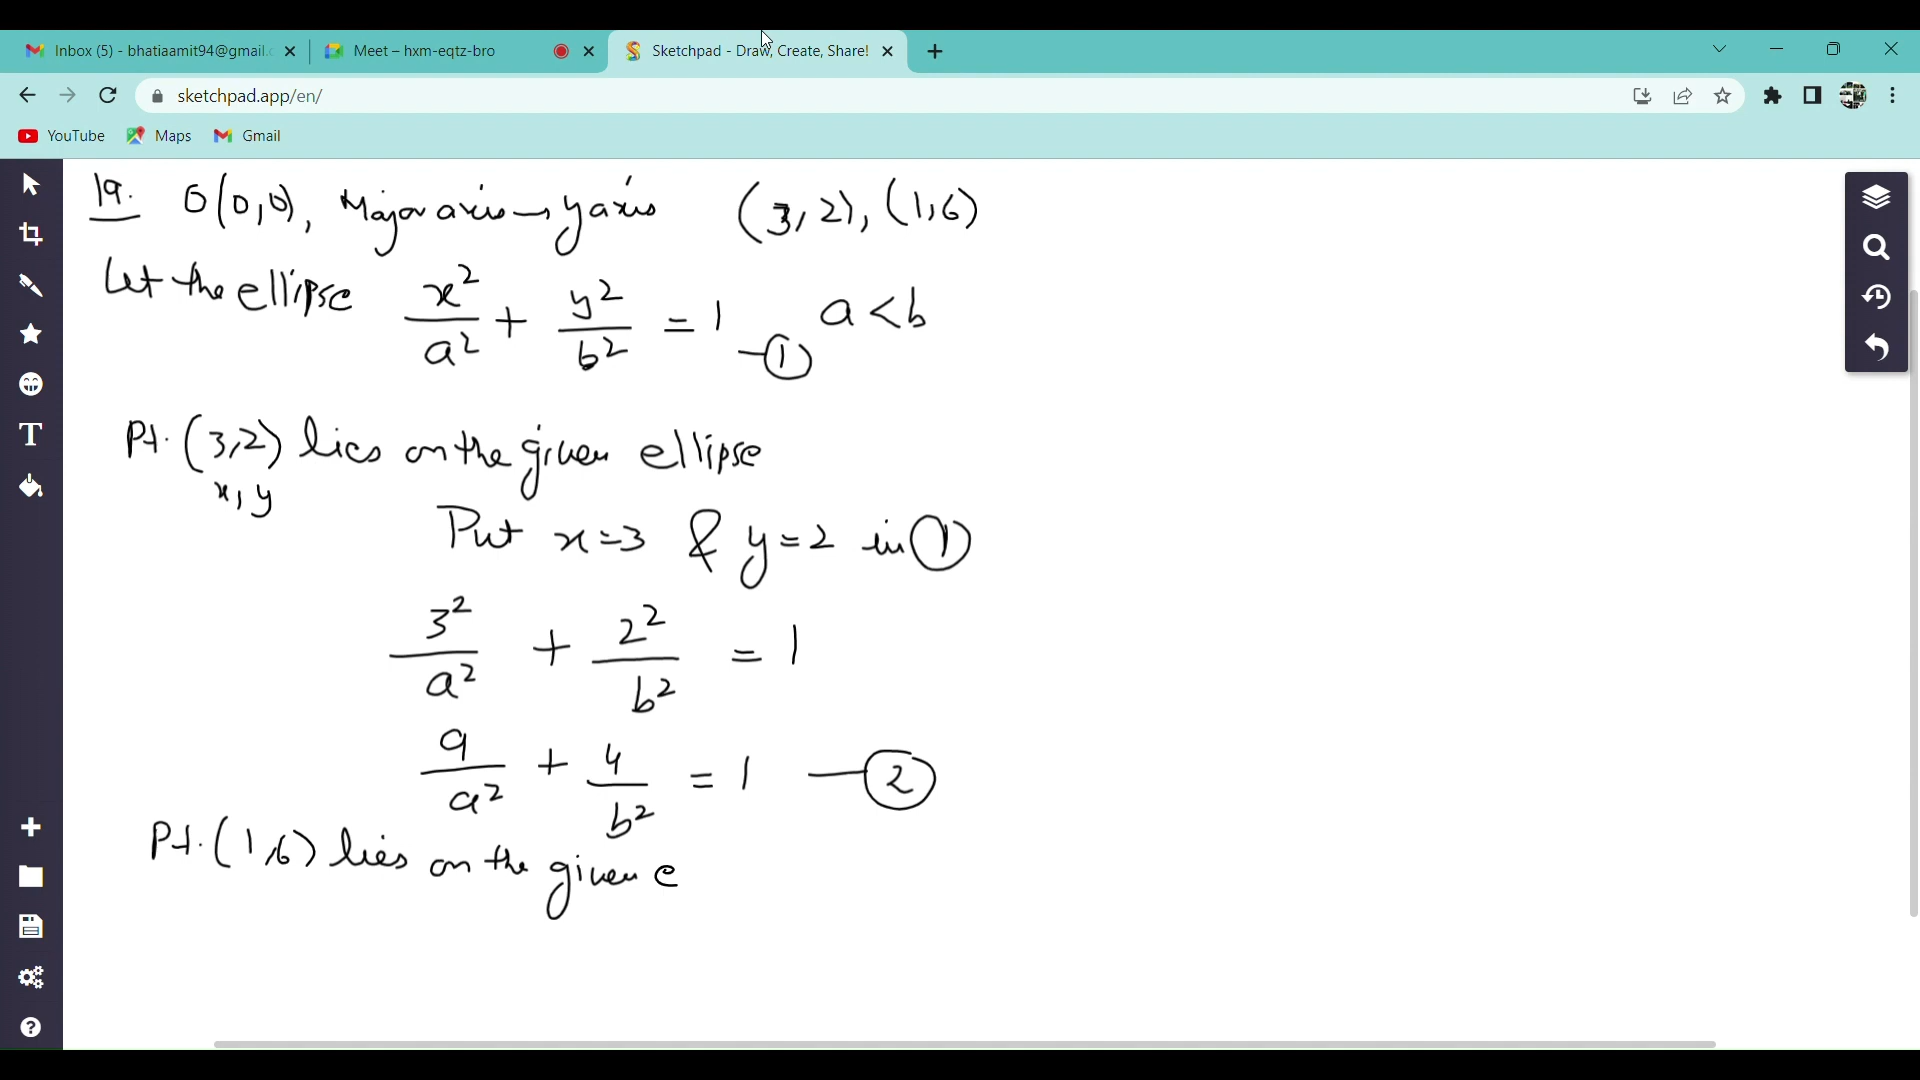 Inbox (5) - bhatiaamit94@gmail.c
Meet – hxm-eqtz-bro
Sketchpad - Draw, Create, Share!
sketchpad.app/en/
YouTube Maps Gmail
19. O(0,0), Major axis → y axis (3,2), (1,6)
Let the ellipse x²/a² + y²/b² = 1 —① a < b
Pt. (3,2) lies on the given ellipse
x, y
Put x=3 & y=2 in ①
3²/a² + 2²/b² = 1
9/a² + 4/b² = 1 —②
Pt. (1,6) lies on the given e